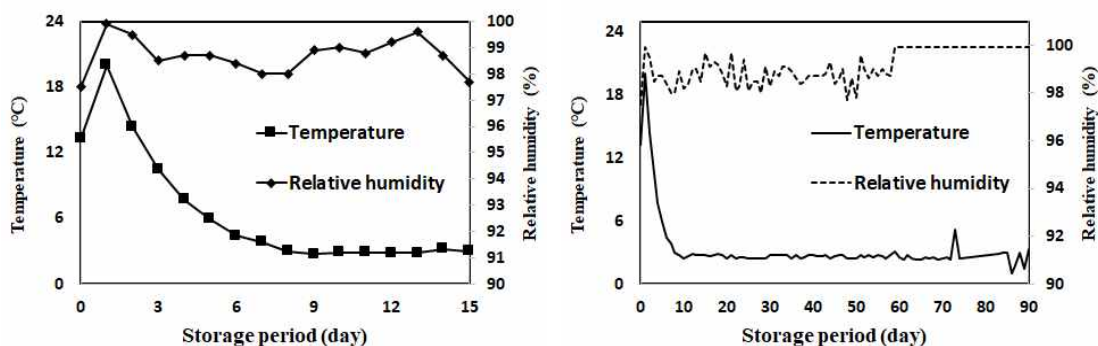 24
18
12
6
0
Temperature (°C)
100
99
98
97
96
95
94
93
92
91
90
Relative humidity (%)
Temperature
Relative humidity
0 3 6 9 12 15
Storage period (day)
24
18
12
6
0
Temperature (°C)
100
98
96
94
92
90
Relative humidity (%)
Temperature
Relative humidity
0 10 20 30 40 50 60 70 80 90
Storage period (day)